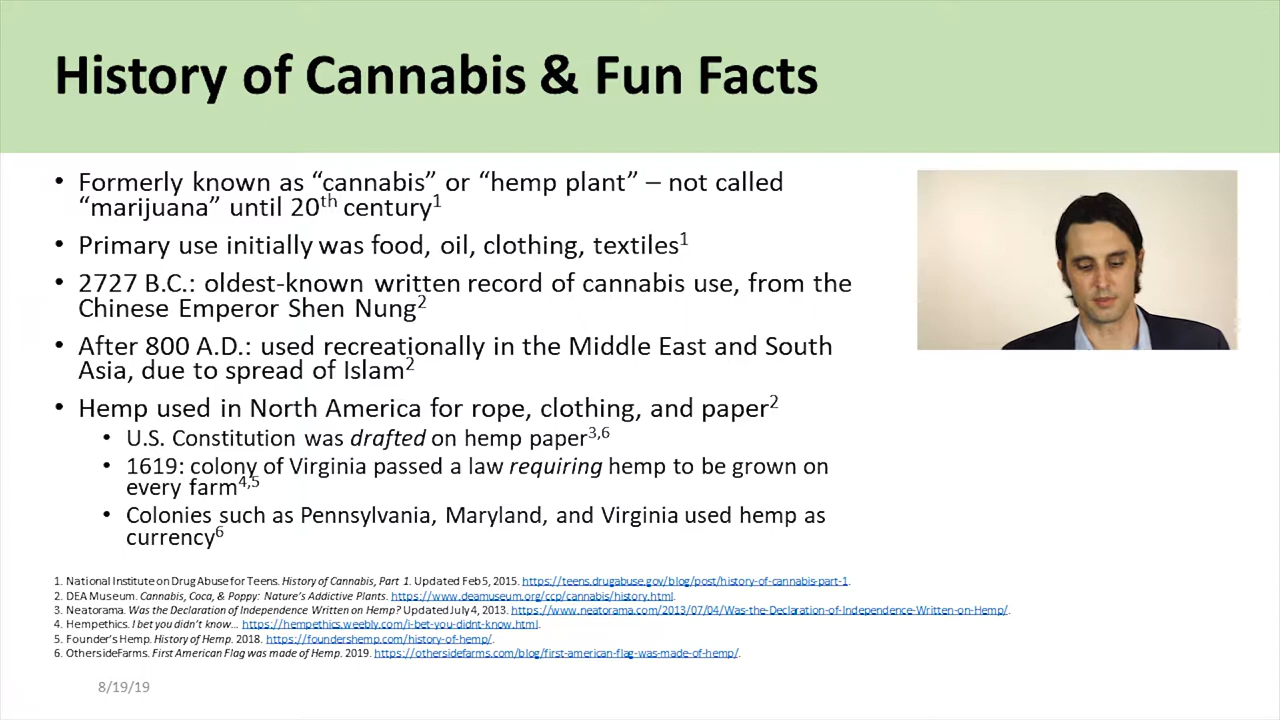 History of Cannabis & Fun Facts
• Formerly known as “cannabis” or “hemp plant” – not called
“marijuana” until 20th century1
• Primary use initially was food, oil, clothing, textiles1
• 2727 B.C.: oldest-known written record of cannabis use, from the
Chinese Emperor Shen Nung2
• After 800 A.D.: used recreationally in the Middle East and South
Asia, due to spread of Islam2
• Hemp used in North America for rope, clothing, and paper2
• U.S. Constitution was drafted on hemp paper3,6
• 1619: colony of Virginia passed a law requiring hemp to be grown on
every farm4,5
• Colonies such as Pennsylvania, Maryland, and Virginia used hemp as
currency6
1. National Institute on Drug Abuse for Teens. History of Cannabis, Part 1. Updated Feb 5, 2015. https://teens.drugabuse.gov/blog/post/history-of-cannabis-part-1.
2. DEA Museum. Cannabis, Coca, & Poppy: Nature’s Addictive Plants. https://www.deamuseum.org/ccp/cannabis/history.html.
3. Neatorama. Was the Declaration of Independence Written on Hemp? Updated July 4, 2013. https://www.neatorama.com/2013/07/04/Was-the-Declaration-of-Independence-Written-on-Hemp/.
4. Hempethics. I bet you didn’t know… https://hempethics.weebly.com/i-bet-you-didnt-know.html.
5. Founder’s Hemp. History of Hemp. 2018. https://foundershemp.com/history-of-hemp/.
6. OthersideFarms. First American Flag was made of Hemp. 2019. https://othersidefarms.com/blog/first-american-flag-was-made-of-hemp/.
8/19/19